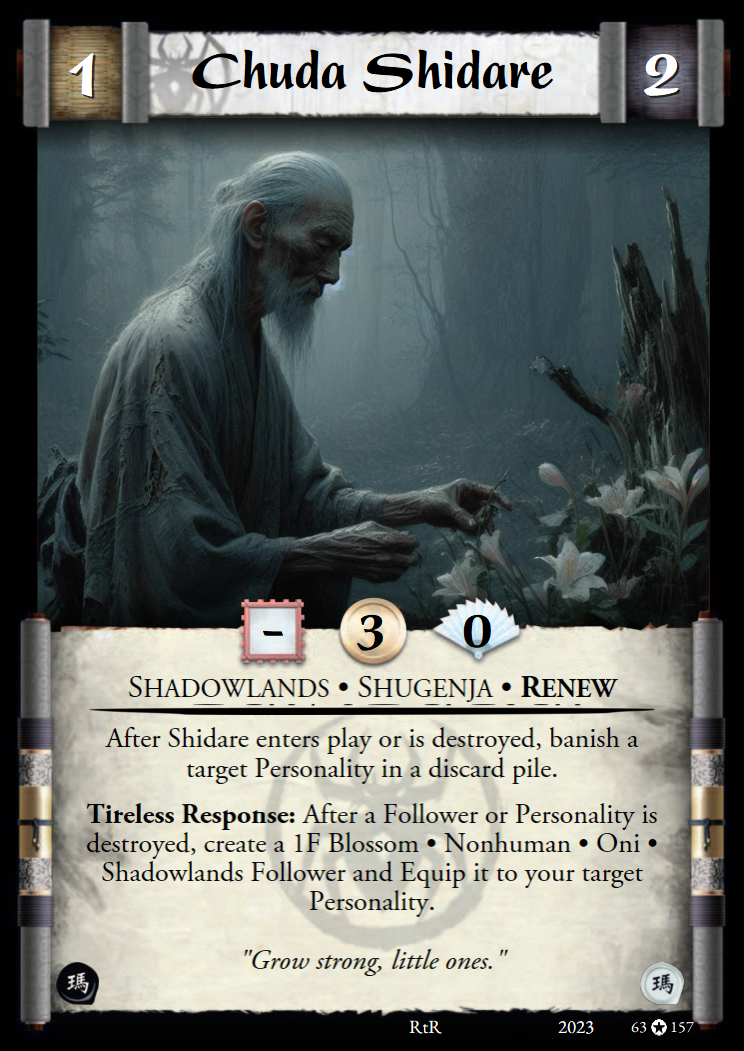 1 Chuda Shidare 2
- 3 0
SHADOWLANDS • SHUGENJA • RENEW
After Shidare enters play or is destroyed, banish a
target Personality in a discard pile.
Tireless Response: After a Follower or Personality is
destroyed, create a 1F Blossom • Nonhuman • Oni •
Shadowlands Follower and Equip it to your target
Personality.
"Grow strong, little ones."
瑪 瑪
RtR 2023 63 ✪ 157